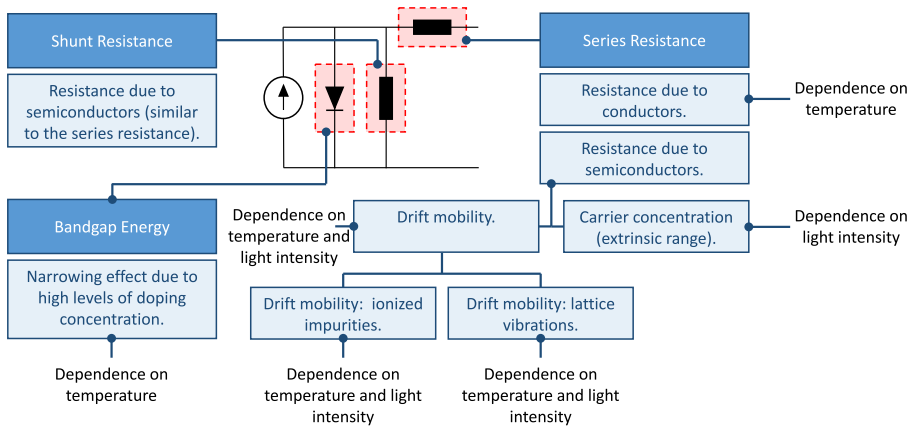 Shunt Resistance
Resistance due to
semiconductors (similar
to the series resistance).
Series Resistance
Resistance due to
conductors.
Dependence on
temperature
Resistance due to
semiconductors.
Bandgap Energy
Narrowing effect due to
high levels of doping
concentration.
Dependence on
temperature
Dependence on
temperature and
light intensity
Drift mobility.
Carrier concentration
(extrinsic range).
Dependence on
light intensity
Drift mobility:  ionized
impurities.
Drift mobility: lattice
vibrations.
Dependence on
temperature and light
intensity
Dependence on
temperature and light
intensity